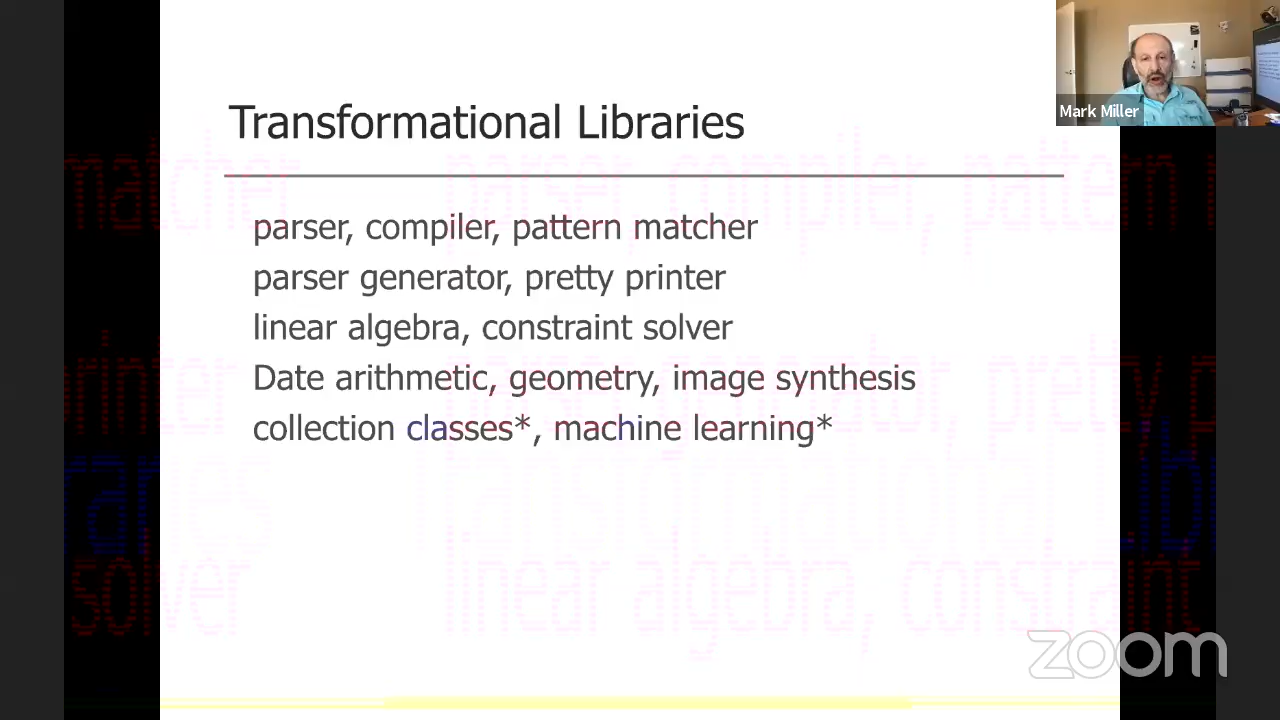 Transformational Libraries
parser, compiler, pattern matcher
parser generator, pretty printer
linear algebra, constraint solver
Date arithmetic, geometry, image synthesis
collection classes*, machine learning*
Mark Miller
zoom